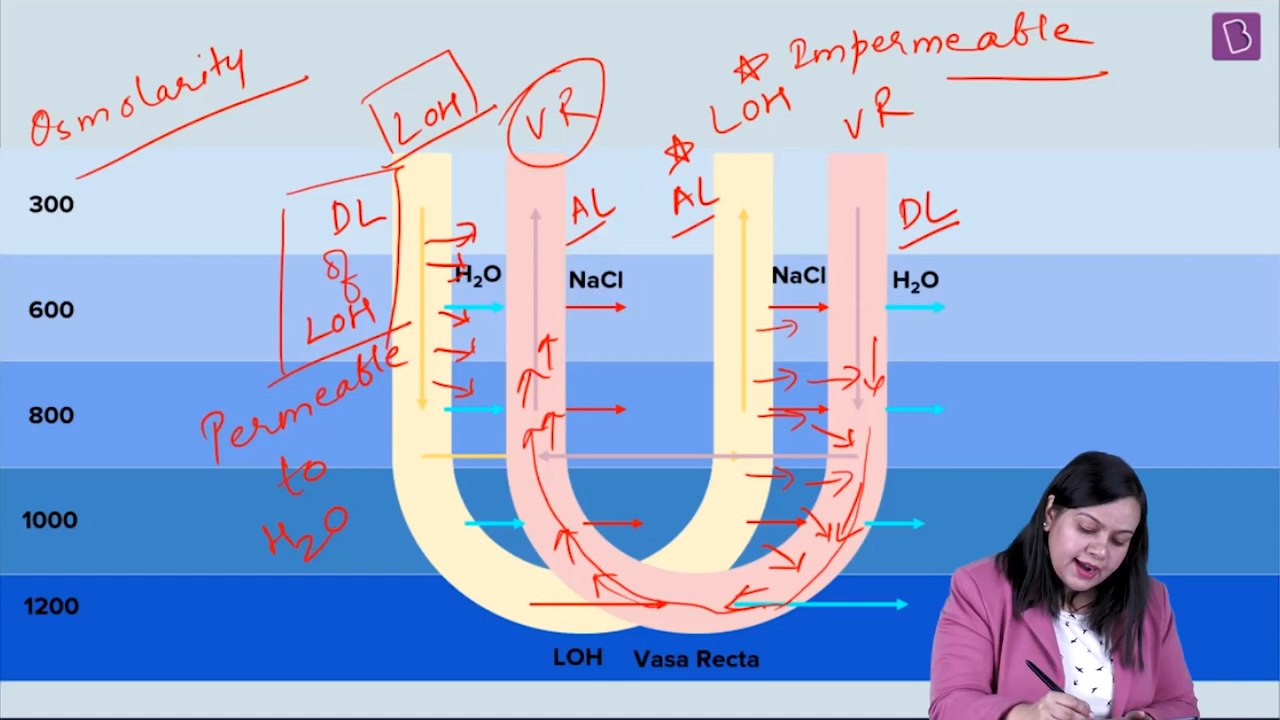 Osmolarity
LOH
VR
☆ Impermeable
LOH
VR
300
DL
of
LOH
Permeable
to
H₂O
AL
☆
AL
DL
H₂O
NaCl
NaCl
H₂O
600
800
1000
1200
LOH
Vasa Recta
B